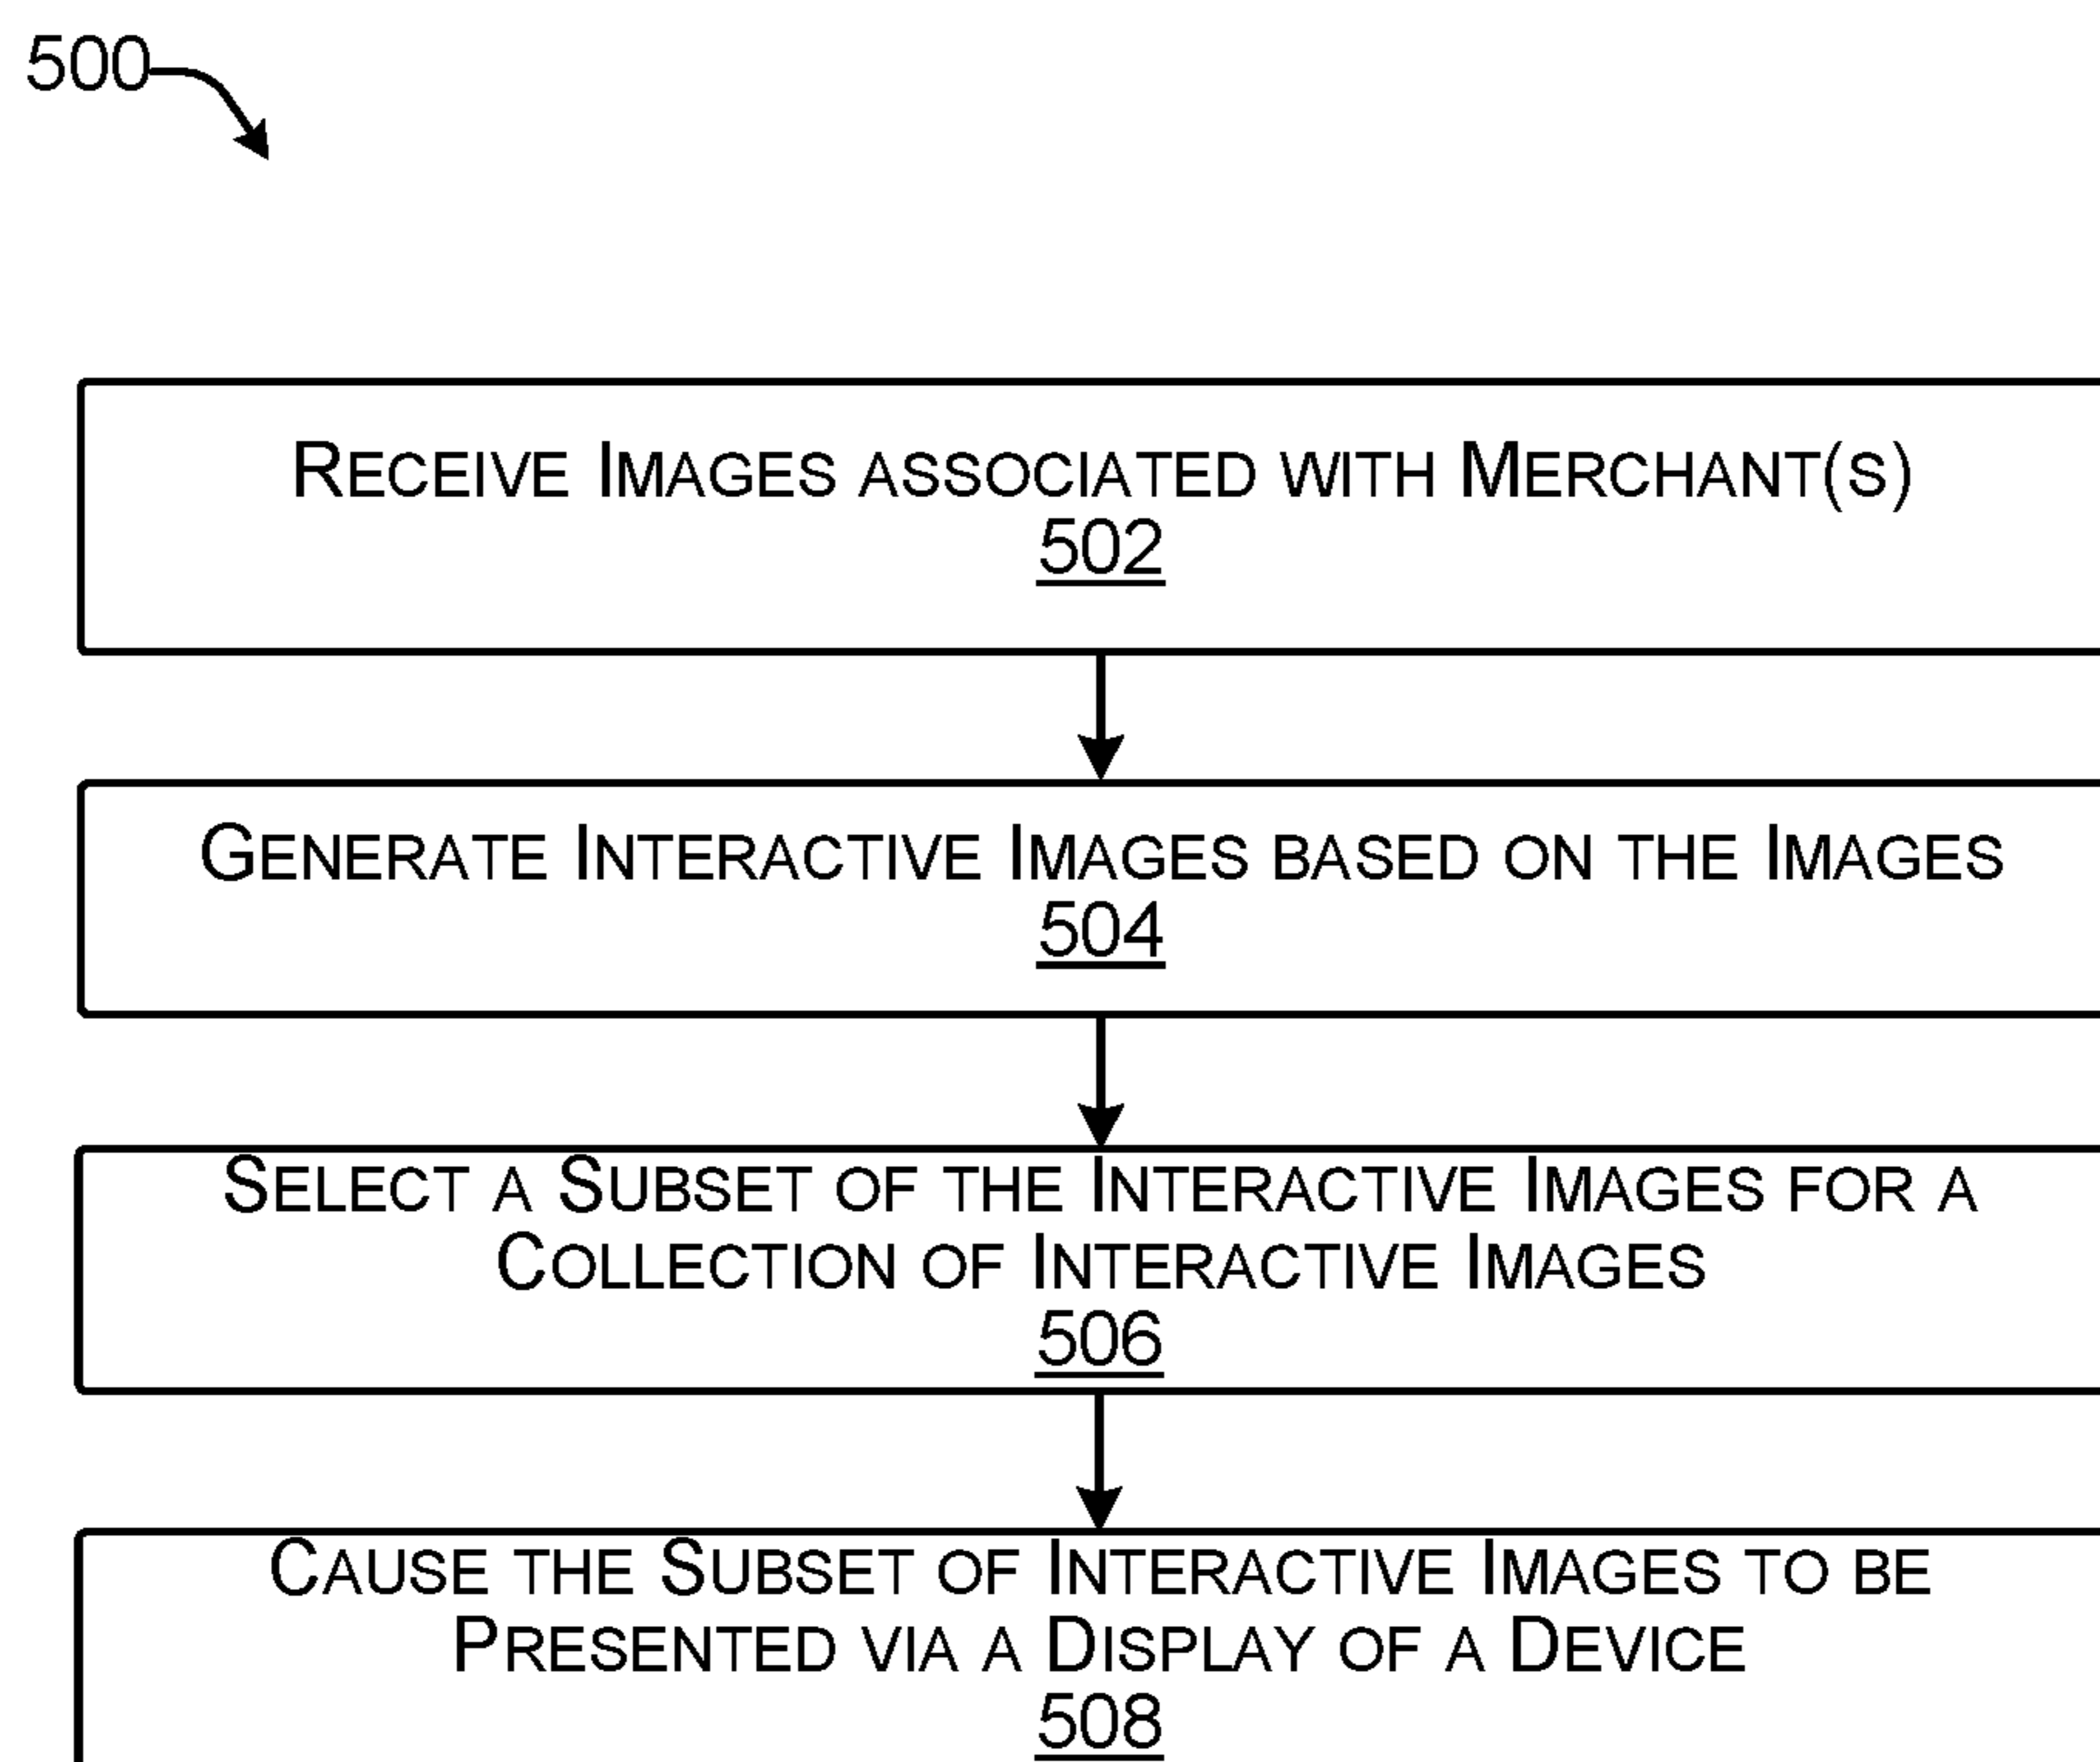 500
Receive Images associated with Merchant(s)
502
Generate Interactive Images based on the Images
504
Select a Subset of the Interactive Images for a
Collection of Interactive Images
506
Cause the Subset of Interactive Images to be
Presented via a Display of a Device
508